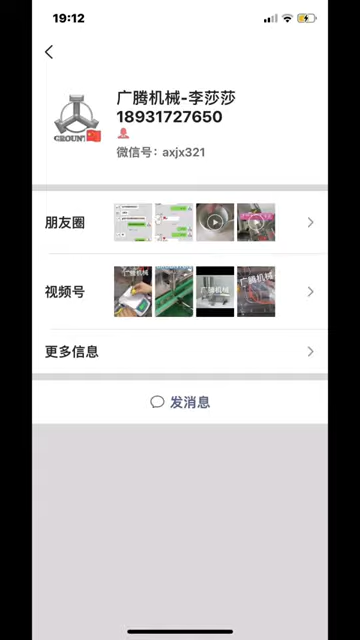 19:12
广腾机械-李莎莎
18931727650
微信号：axjx321
朋友圈
视频号
广腾机械
广腾机械
广腾机械
更多信息
发消息